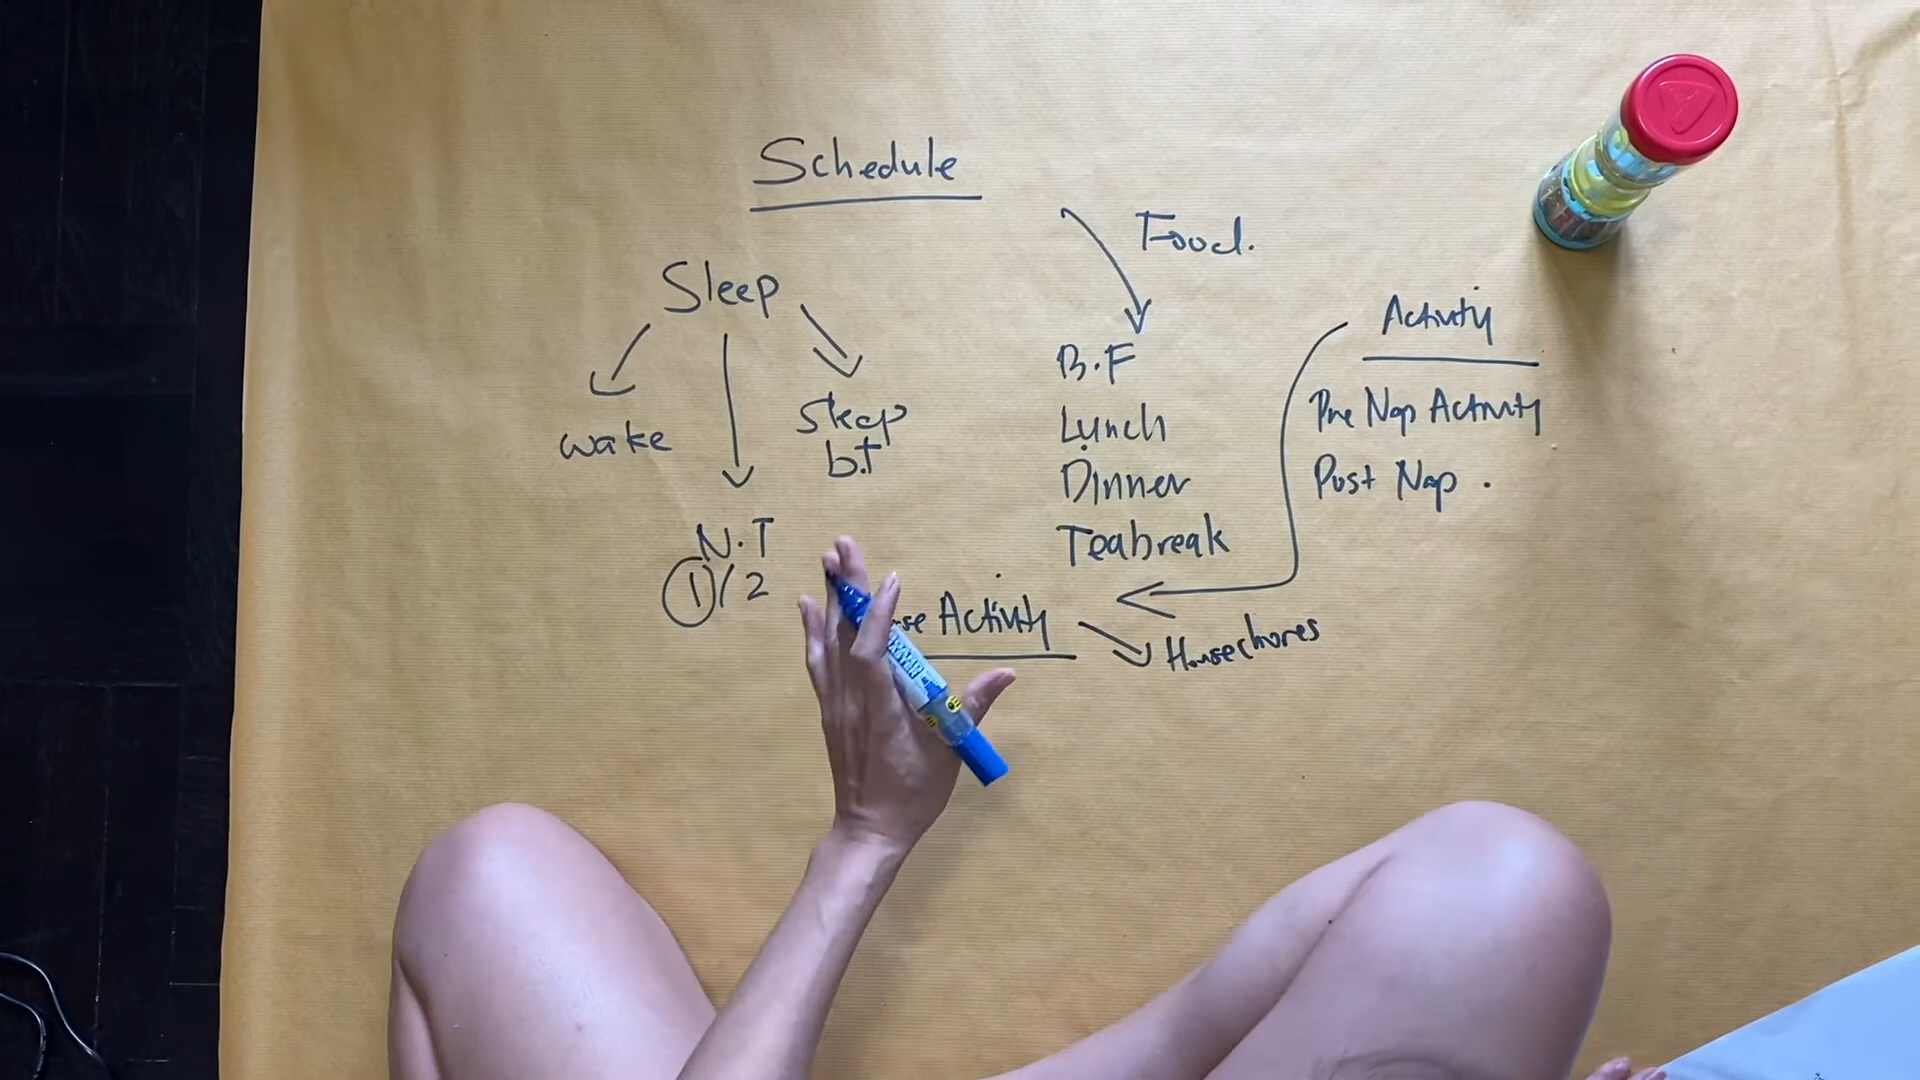 Schedule
Sleep
wake
N.T
1/2
Sleep
b.t
Food.
B.F
Lunch
Dinner
Teabreak
Activity
Pre Nap Activity
Post Nap .
Activity
Housechores